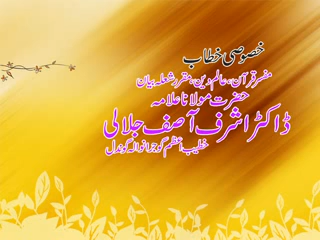 خصوصی خطاب
مفسر قرآن، عالم دین، مقرر شعلہ بیان
حضرت مولانا علامہ
ڈاکٹر اشرف آصف جلالی
خطیب اعظم گوجرانوالہ گوندل